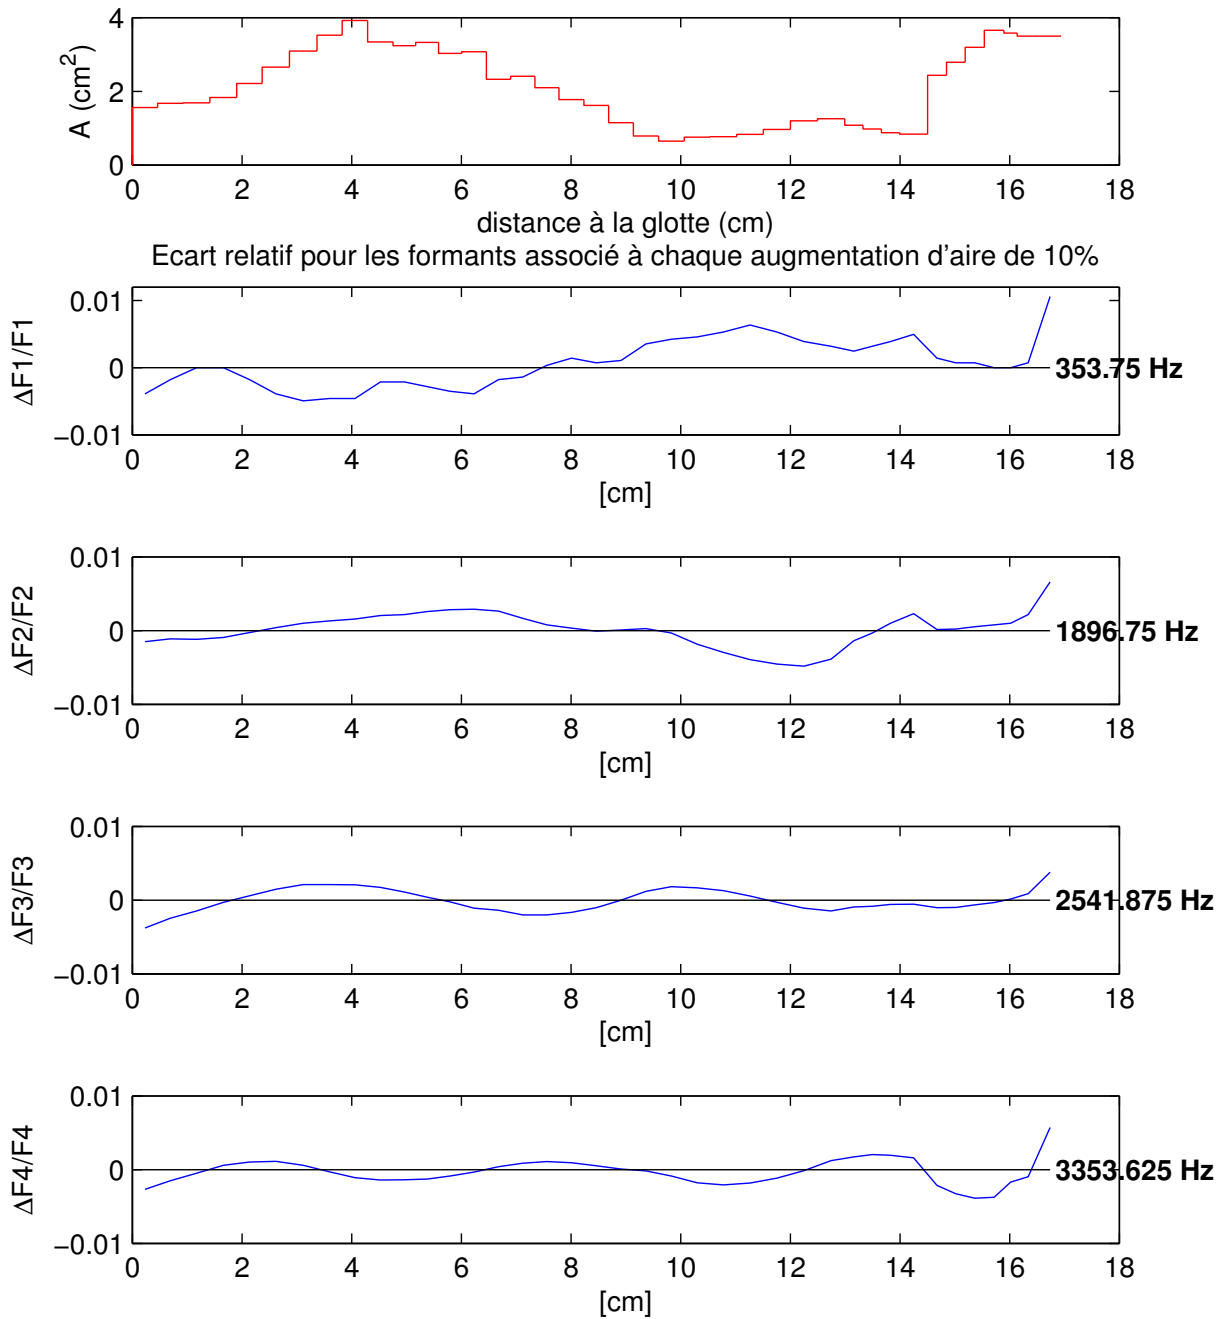 4
2
0
A (cm²)
0 2 4 6 8 10 12 14 16 18
distance à la glotte (cm)
Ecart relatif pour les formants associé à chaque augmentation d'aire de 10%
0.01
0
−0.01
ΔF1/F1
353.75 Hz
0 2 4 6 8 10 12 14 16 18
[cm]
0.01
0
−0.01
ΔF2/F2
1896.75 Hz
0 2 4 6 8 10 12 14 16 18
[cm]
0.01
0
−0.01
ΔF3/F3
2541.875 Hz
0 2 4 6 8 10 12 14 16 18
[cm]
0.01
0
−0.01
ΔF4/F4
3353.625 Hz
0 2 4 6 8 10 12 14 16 18
[cm]